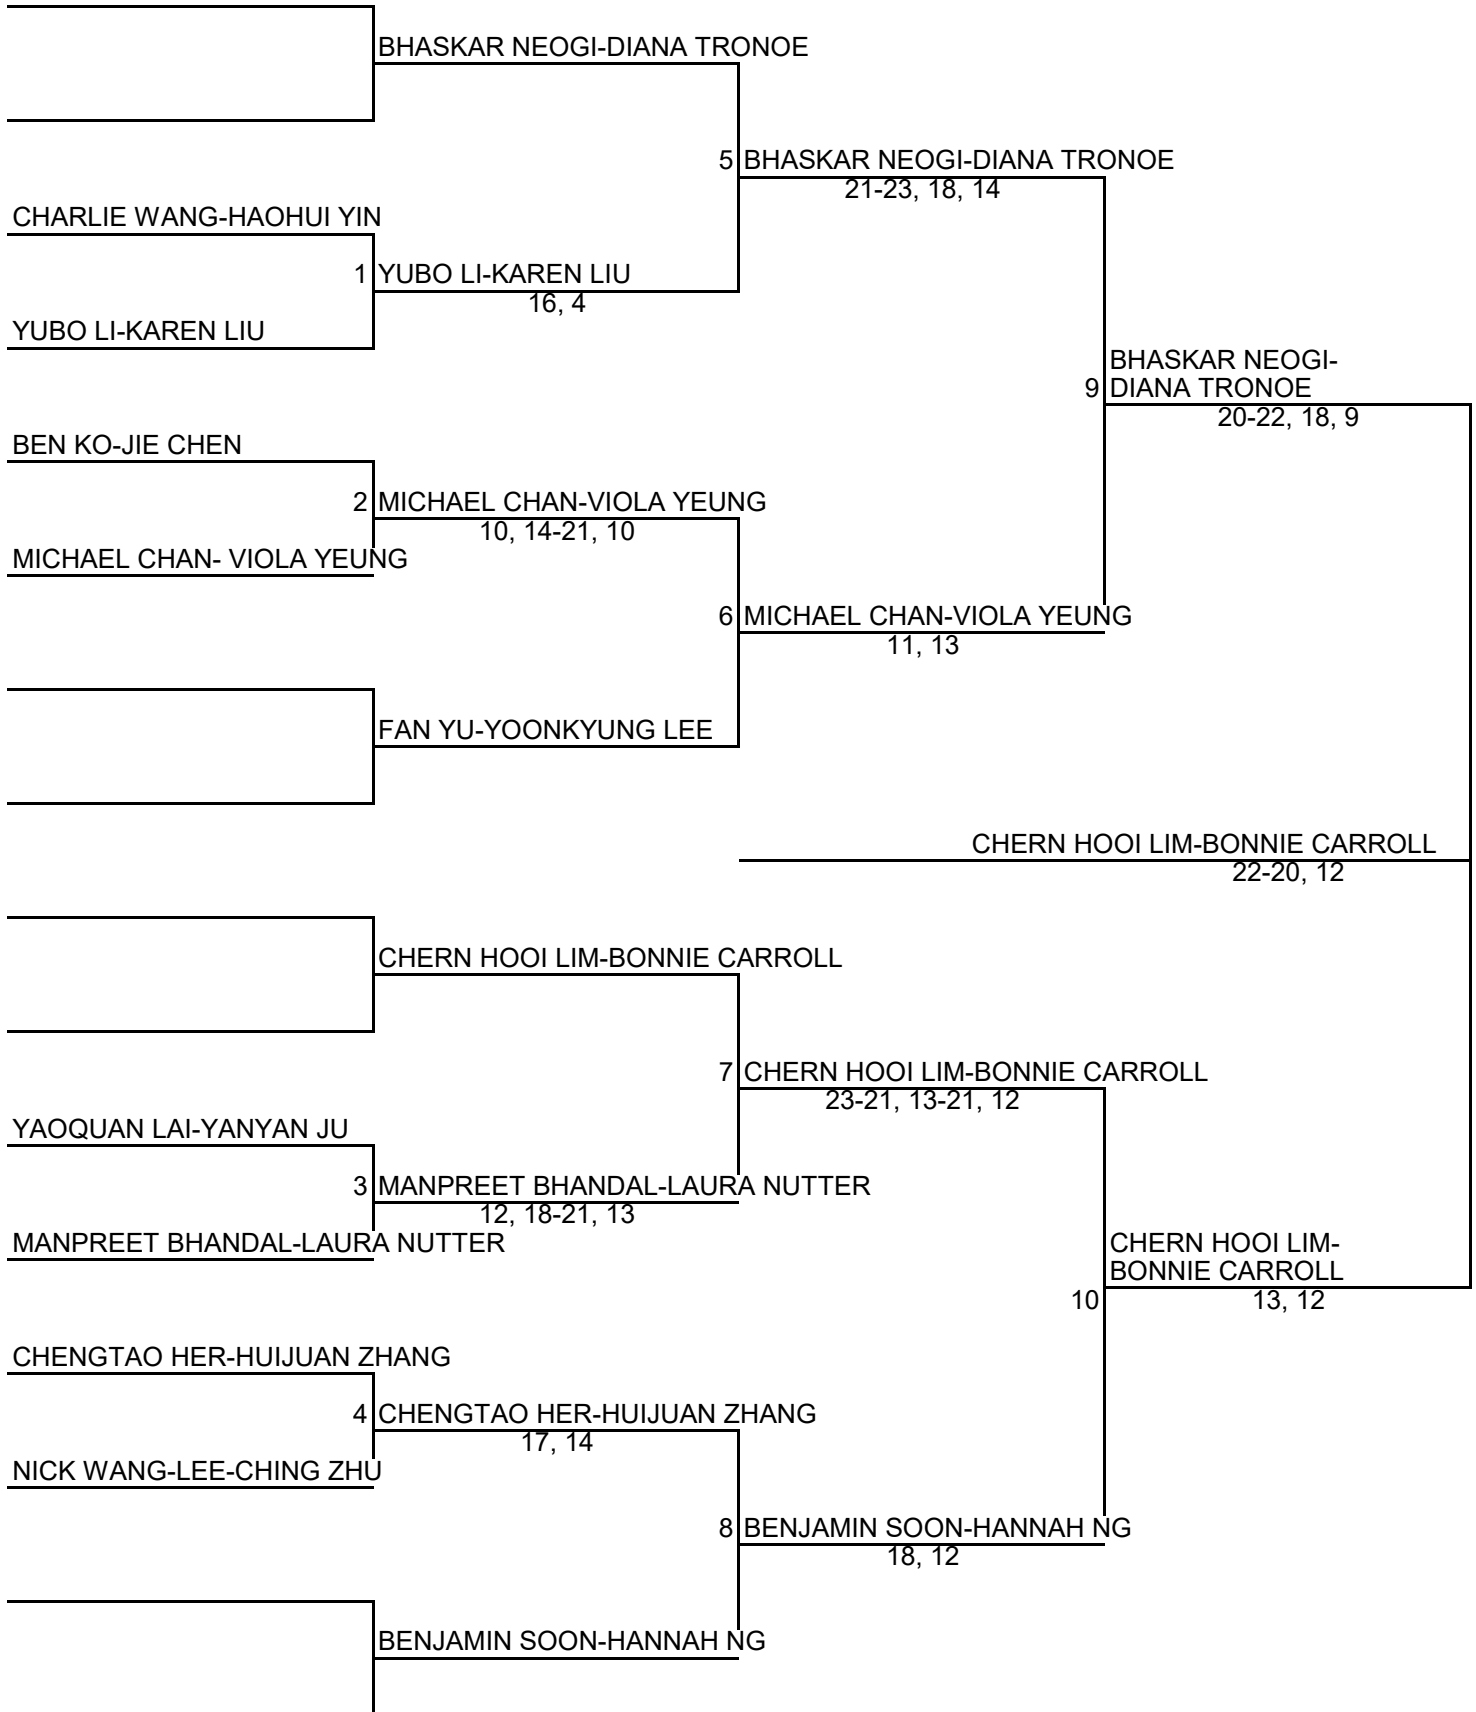 BHASKAR NEOGI-DIANA TRONOE
5 BHASKAR NEOGI-DIANA TRONOE
21-23, 18, 14
CHARLIE WANG-HAOHUI YIN
1 YUBO LI-KAREN LIU
16, 4
YUBO LI-KAREN LIU
BHASKAR NEOGI-
9 DIANA TRONOE
20-22, 18, 9
BEN KO-JIE CHEN
2 MICHAEL CHAN-VIOLA YEUNG
10, 14-21, 10
MICHAEL CHAN- VIOLA YEUNG
6 MICHAEL CHAN-VIOLA YEUNG
11, 13
FAN YU-YOONKYUNG LEE
CHERN HOOI LIM-BONNIE CARROLL
22-20, 12
CHERN HOOI LIM-BONNIE CARROLL
7 CHERN HOOI LIM-BONNIE CARROLL
23-21, 13-21, 12
YAOQUAN LAI-YANYAN JU
3 MANPREET BHANDAL-LAURA NUTTER
12, 18-21, 13
MANPREET BHANDAL-LAURA NUTTER
CHERN HOOI LIM-
BONNIE CARROLL
10
13, 12
CHENGTAO HER-HUIJUAN ZHANG
4 CHENGTAO HER-HUIJUAN ZHANG
17, 14
NICK WANG-LEE-CHING ZHU
8 BENJAMIN SOON-HANNAH NG
18, 12
BENJAMIN SOON-HANNAH NG